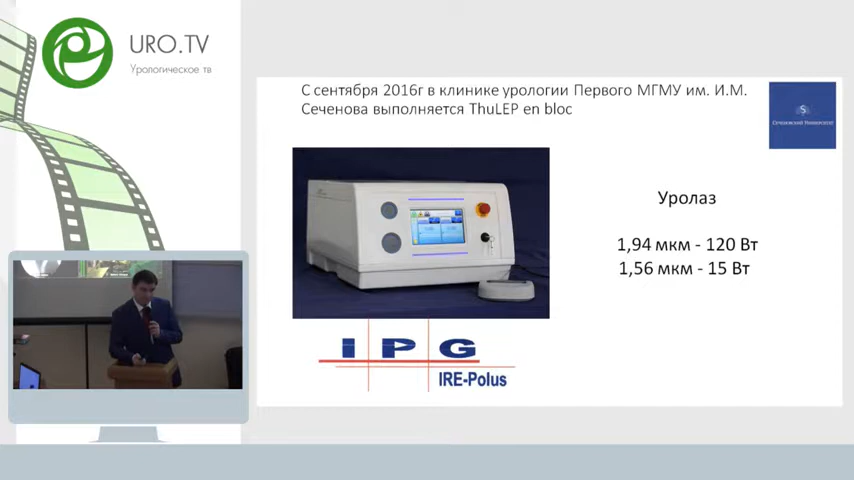 URO.TV
Урологическое тв
С сентября 2016г в клинике урологии Первого МГМУ им. И.М.
Сеченова выполняется ThuLEP en bloc
S
Сеченовский Университет
Уролаз
1,94 мкм - 120 Вт
1,56 мкм - 15 Вт
IPG
IRE-Polus